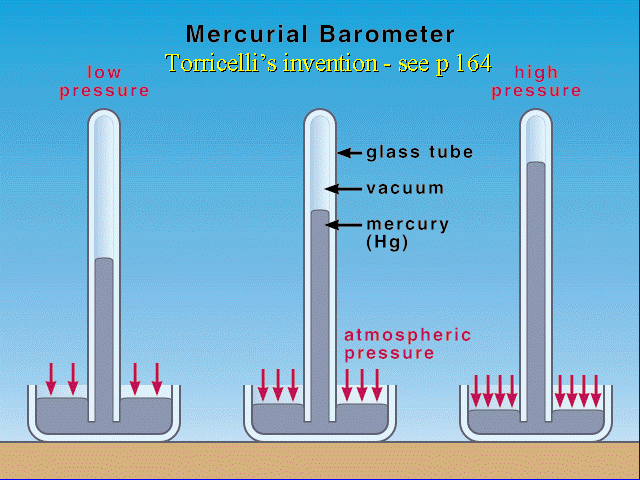 Mercurial Barometer
Torricelli's invention - see p 164
low
pressure
high
pressure
glass tube
vacuum
mercury
(Hg)
atmospheric
pressure